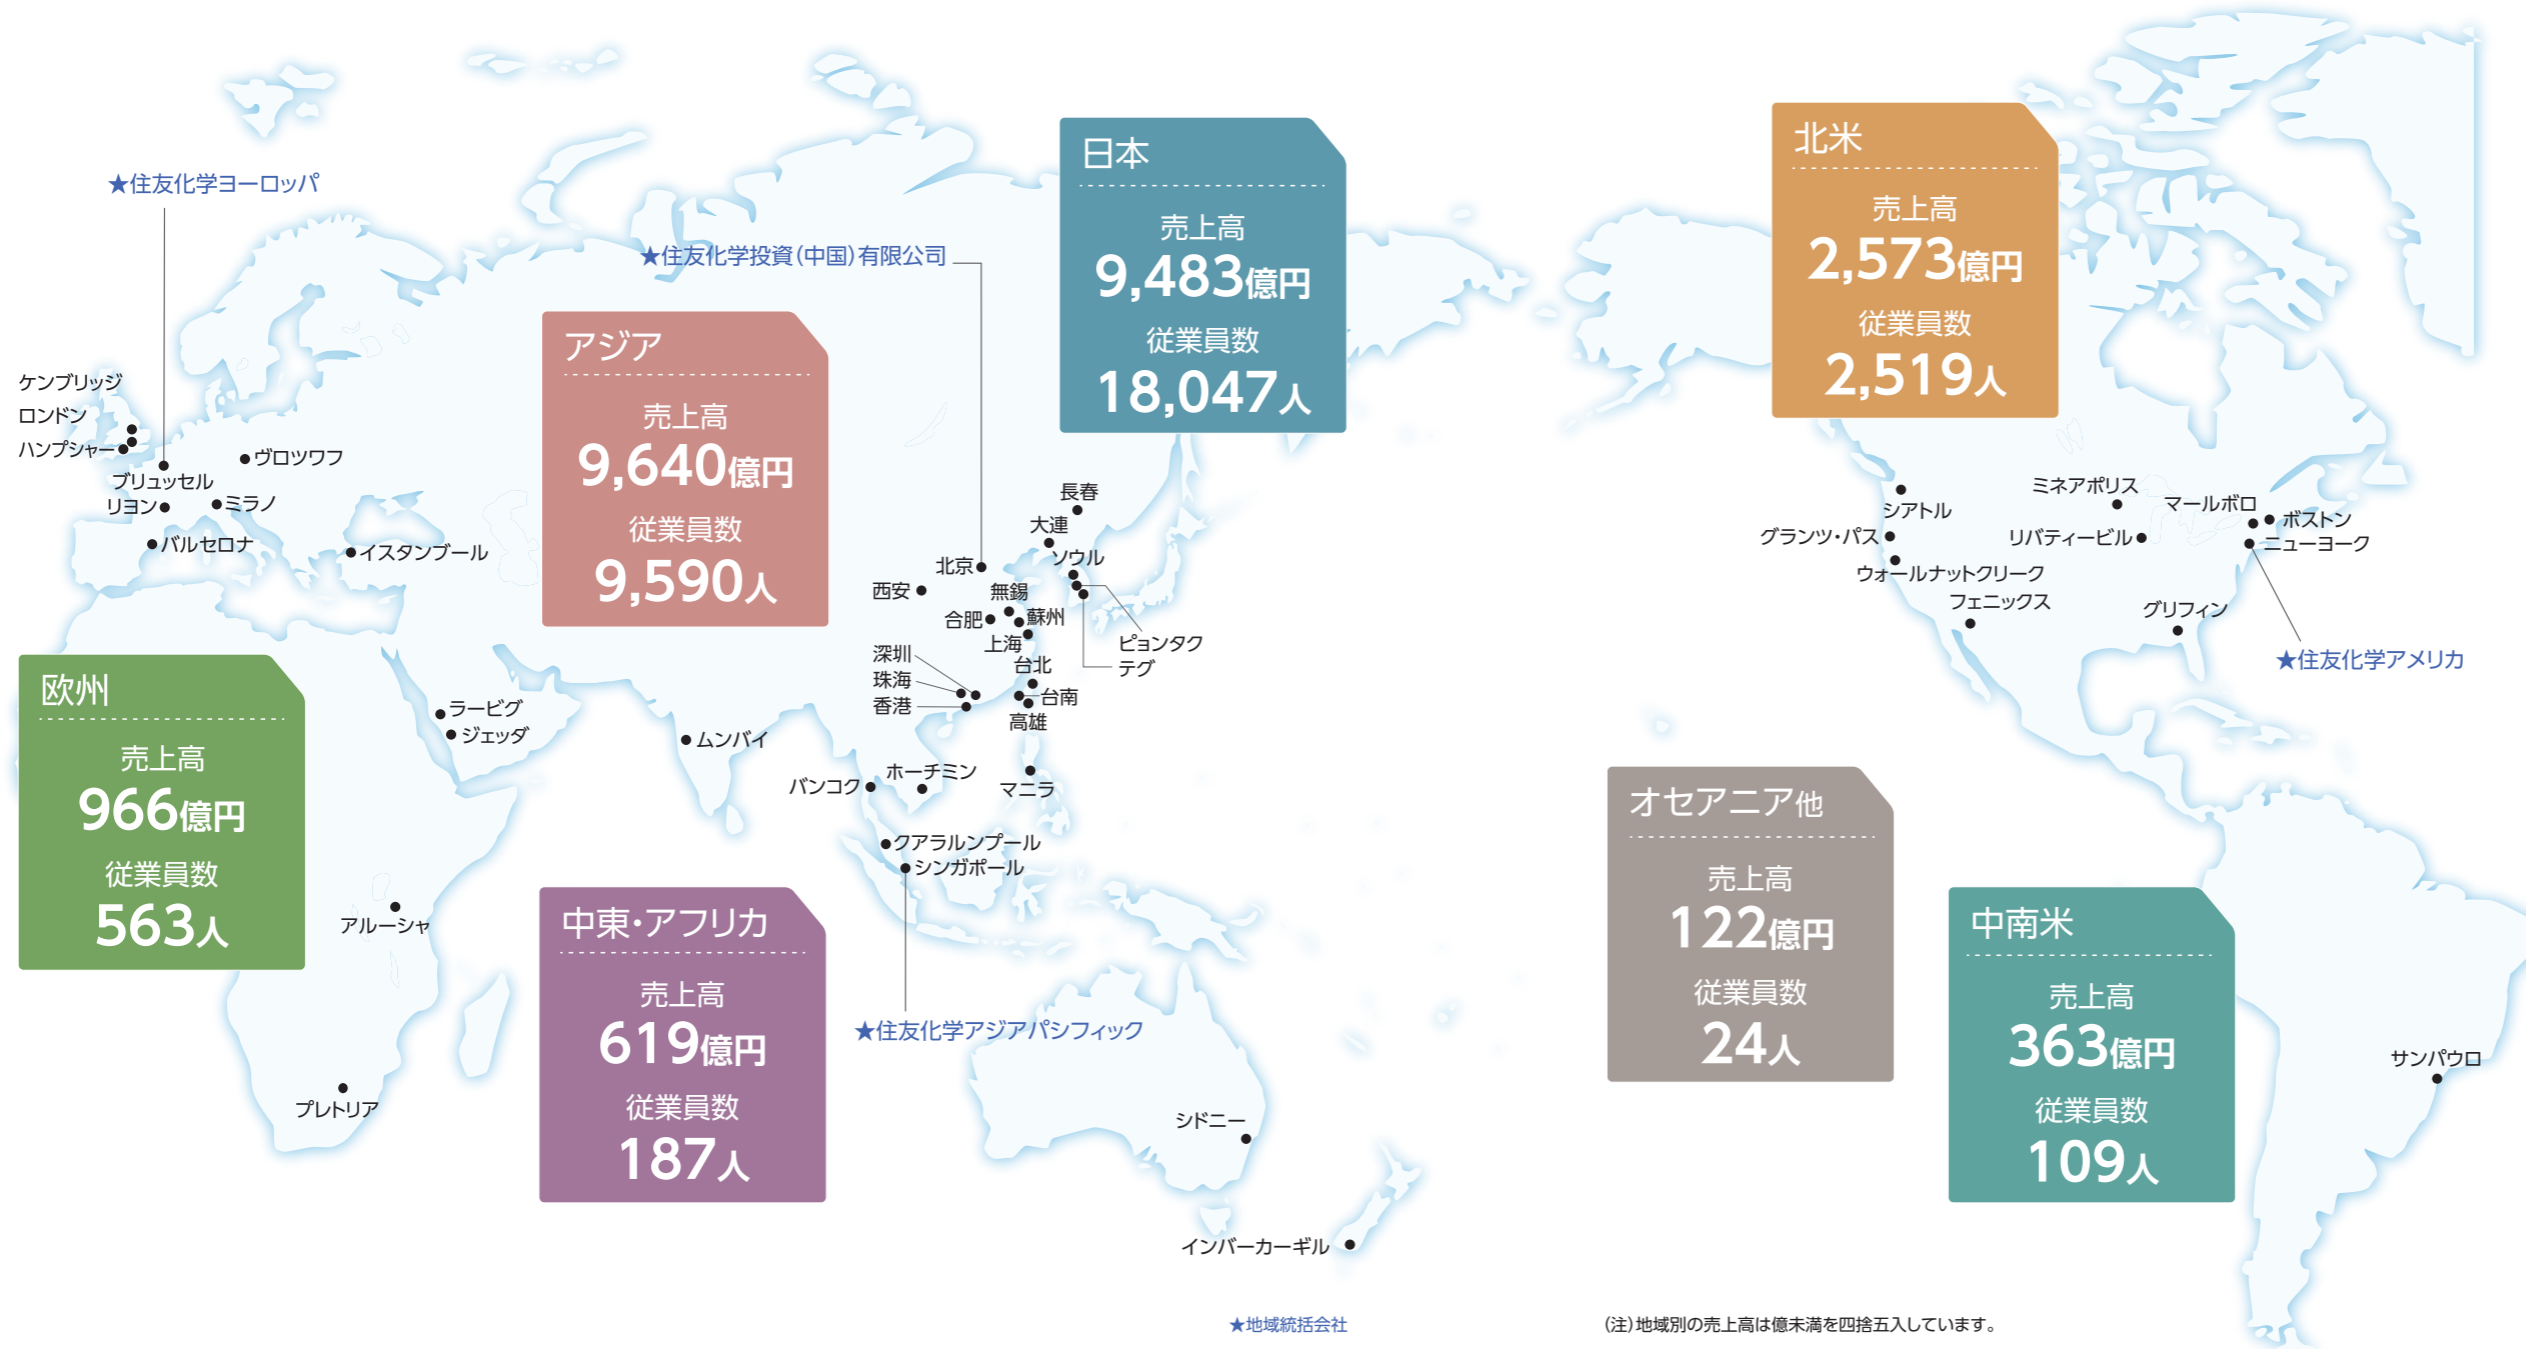 ★住友化学ヨーロッパ
★住友化学投資(中国)有限公司
ケンブリッジ
ロンドン
ハンプシャー
ブリュッセル
リヨン
ヴロツワフ
ミラノ
バルセロナ
イスタンブール
欧州
売上高
966億円
従業員数
563人
ラービグ
ジェッダ
アルーシャ
プレトリア
アジア
売上高
9,640億円
従業員数
9,590人
中東・アフリカ
売上高
619億円
従業員数
187人
日本
売上高
9,483億円
従業員数
18,047人
長春
大連
ソウル
北京
西安
無錫
合肥
蘇州
上海
ピョンタク
テグ
深圳
珠海
香港
台北
台南
高雄
ムンバイ
バンコク
ホーチミン
マニラ
クアラルンプール
シンガポール
★住友化学アジアパシフィック
シドニー
インバーカーギル
北米
売上高
2,573億円
従業員数
2,519人
シアトル
グランツ・パス
ウォールナットクリーク
フェニックス
ミネアポリス
リバティービル
マールボロ
ボストン
ニューヨーク
グリフィン
★住友化学アメリカ
オセアニア他
売上高
122億円
従業員数
24人
中南米
売上高
363億円
従業員数
109人
サンパウロ
★地域統括会社
(注)地域別の売上高は億未満を四捨五入しています。